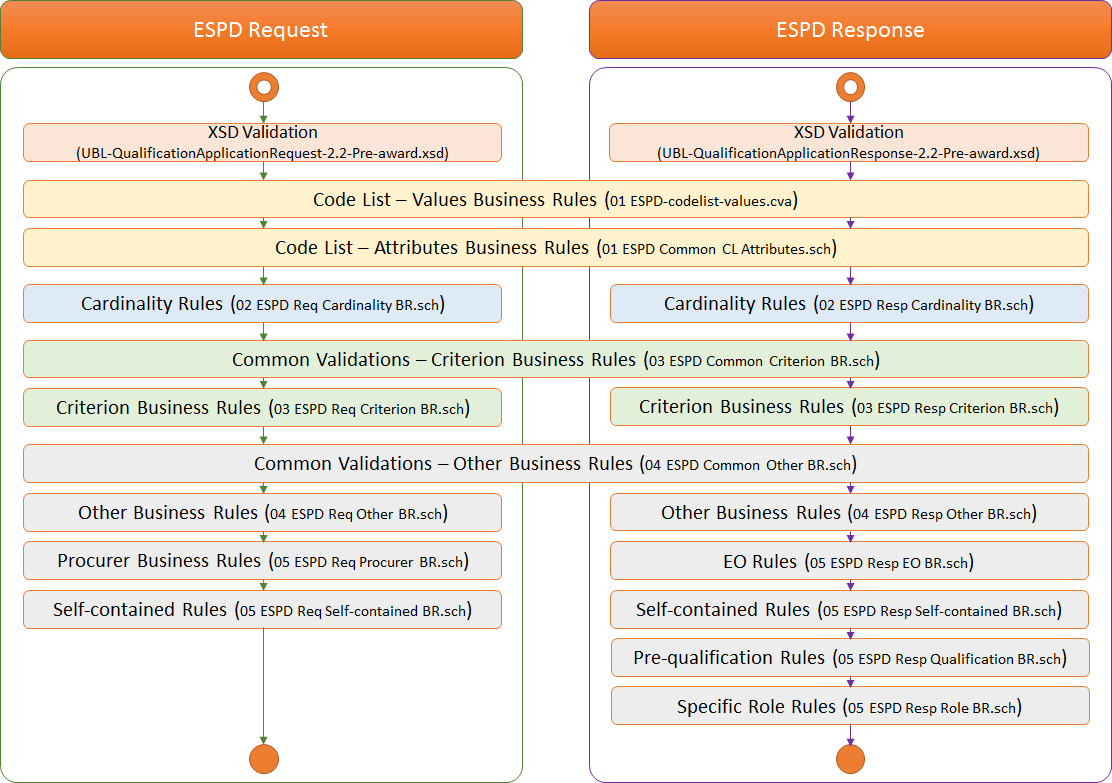 ESPD Request
ESPD Response
XSD Validation
(UBL-QualificationApplicationRequest-2.2-Pre-award.xsd)
XSD Validation
(UBL-QualificationApplicationResponse-2.2-Pre-award.xsd)
Code List – Values Business Rules (01 ESPD-codelist-values.cva)
Code List – Attributes Business Rules (01 ESPD Common CL Attributes.sch)
Cardinality Rules (02 ESPD Req Cardinality BR.sch)
Cardinality Rules (02 ESPD Resp Cardinality BR.sch)
Common Validations – Criterion Business Rules (03 ESPD Common Criterion BR.sch)
Criterion Business Rules (03 ESPD Req Criterion BR.sch)
Criterion Business Rules (03 ESPD Resp Criterion BR.sch)
Common Validations – Other Business Rules (04 ESPD Common Other BR.sch)
Other Business Rules (04 ESPD Req Other BR.sch)
Other Business Rules (04 ESPD Resp Other BR.sch)
Procurer Business Rules (05 ESPD Req Procurer BR.sch)
EO Rules (05 ESPD Resp EO BR.sch)
Self-contained Rules (05 ESPD Req Self-contained BR.sch)
Self-contained Rules (05 ESPD Resp Self-contained BR.sch)
Pre-qualification Rules (05 ESPD Resp Qualification BR.sch)
Specific Role Rules (05 ESPD Resp Role BR.sch)